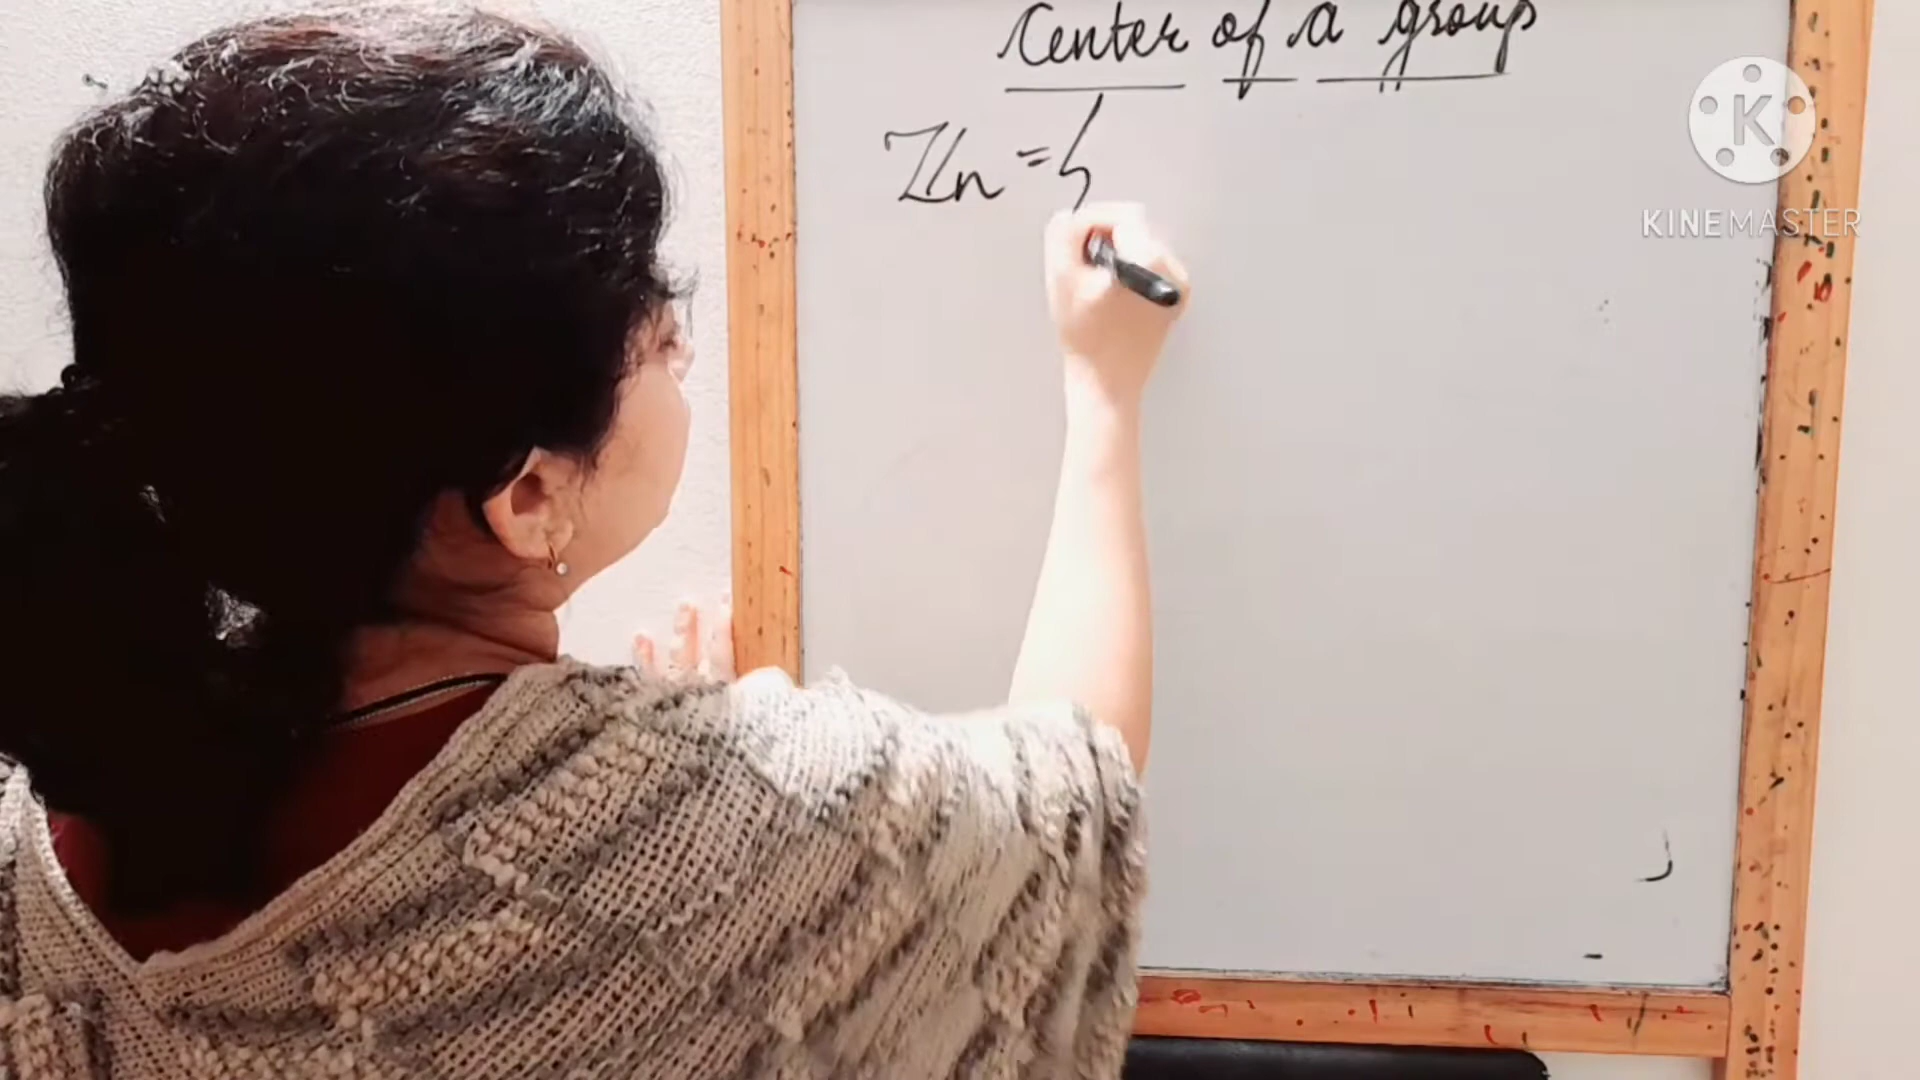 Center of a group
ℤn = {
K
KINEMASTER